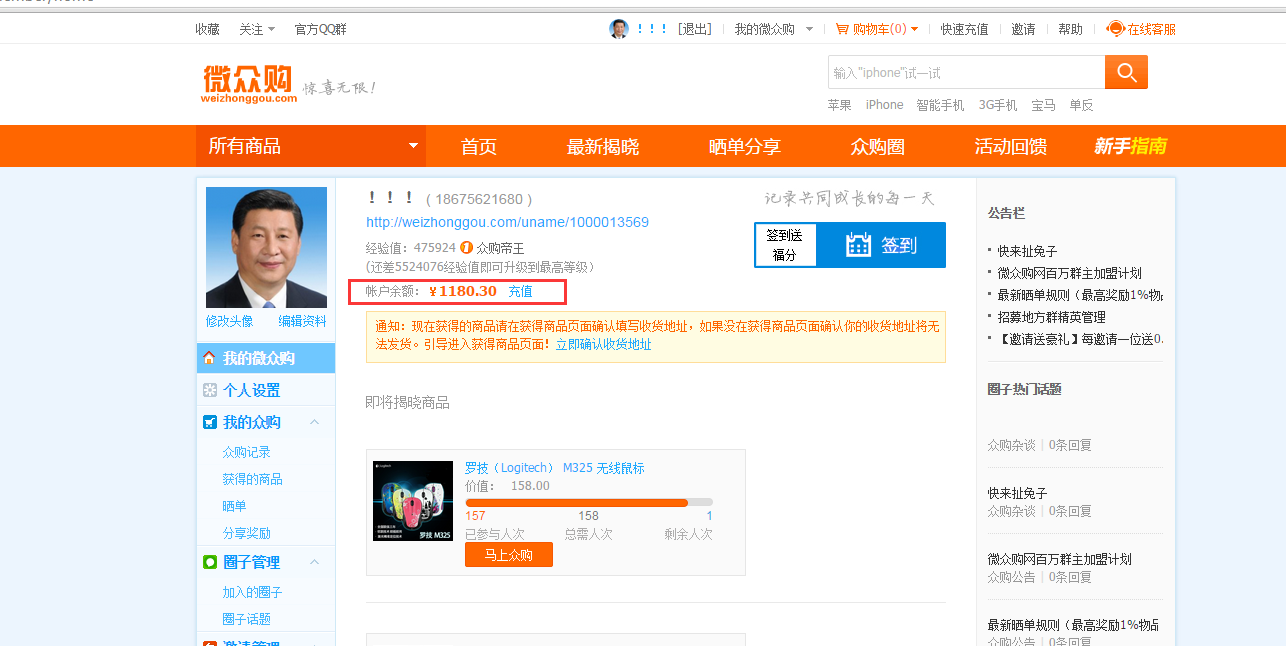 收藏 关注 官方QQ群
！！！ [退出] 我的微众购 购物车(0) 快速充值 邀请 帮助 在线客服
微众购
weizhonggou.com
惊喜无限！
输入"iphone"试一试
苹果 iPhone 智能手机 3G手机 宝马 单反
所有商品 首页 最新揭晓 晒单分享 众购圈 活动回馈 新手指南
修改头像 编辑资料
我的微众购
个人设置
我的众购
众购记录
获得的商品
晒单
分享奖励
圈子管理
加入的圈子
圈子话题
邀请管理
！！！ ( 18675621680 )
http://weizhonggou.com/uname/1000013569
经验值：475924 众购帝王
(还差5524076经验值即可升级到最高等级)
帐户余额：￥1180.30 充值
记录共同成长的每一天
签到送
福分
签到
通知：现在获得的商品请在获得商品页面确认填写收货地址，如果没在获得商品页面确认你的收货地址将无
法发货。引导进入获得商品页面！立即确认收货地址
即将揭晓商品
Logitech
罗技 M325
罗技（Logitech） M325 无线鼠标
价值： 158.00
157 158 1
已参与人次 总需人次 剩余人次
马上众购
公告栏
快来扯兔子
微众购网百万群主加盟计划
最新晒单规则（最高奖励1%物品
招募地方群精英管理
【邀请送豪礼】每邀请一位送0.
圈子热门话题
众购杂谈 | 0条回复
快来扯兔子
众购杂谈 | 0条回复
微众购网百万群主加盟计划
众购公告 | 0条回复
最新晒单规则（最高奖励1%物品
众购公告 | 0条回复